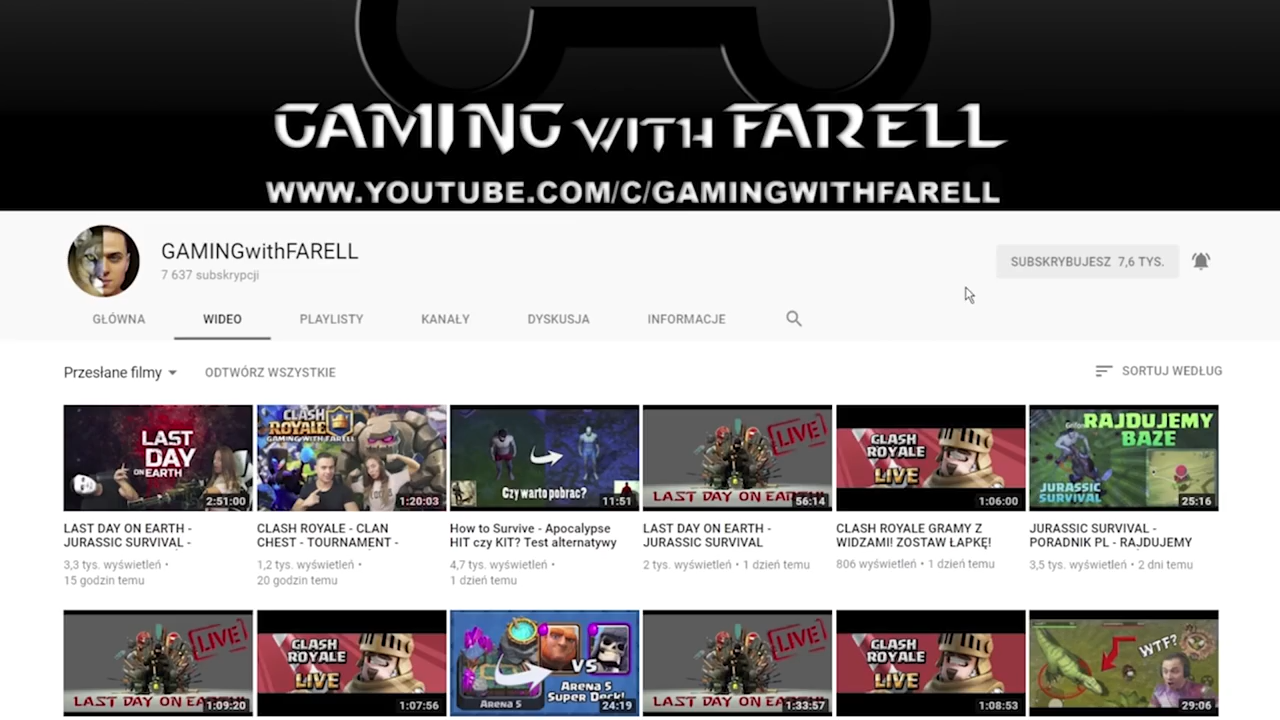 GAMING WITH FARELL
WWW.YOUTUBE.COM/C/GAMINGWITHFARELL
GAMINGwithFARELL
7 637 subskrypcji
SUBSKRYBUJESZ 7,6 TYS.
GŁÓWNA WIDEO PLAYLISTY KANAŁY DYSKUSJA INFORMACJE
Przesłane filmy ODTWÓRZ WSZYSTKIE SORTUJ WEDŁUG
LAST DAY ON EARTH
2:51:00
CLASH ROYALE
GAMING WITH FARELL
1:20:03
Czy warto pobrac?
11:51
LIVE
LAST DAY ON EARTH
56:14
CLASH ROYALE LIVE
1:06:00
RAJDUJEMY BAZE
JURASSIC SURVIVAL
25:16
LAST DAY ON EARTH -
JURASSIC SURVIVAL -
3,3 tys. wyświetleń •
15 godzin temu
CLASH ROYALE - CLAN
CHEST - TOURNAMENT -
1,2 tys. wyświetleń •
20 godzin temu
How to Survive - Apocalypse
HIT czy KIT? Test alternatywy
4,7 tys. wyświetleń •
1 dzień temu
LAST DAY ON EARTH -
JURASSIC SURVIVAL
2 tys. wyświetleń • 1 dzień temu
CLASH ROYALE GRAMY Z
WIDZAMI! ZOSTAW ŁAPKĘ!
806 wyświetleń • 1 dzień temu
JURASSIC SURVIVAL -
PORADNIK PL - RAJDUJEMY
3,5 tys. wyświetleń • 2 dni temu
LIVE
LAST DAY ON EARTH
1:09:20
CLASH ROYALE LIVE
1:07:56
VS
Arena 5
Super Deck!
Arena 5
24:19
LIVE
LAST DAY ON EARTH
1:33:57
CLASH ROYALE LIVE
1:08:53
WTF?
29:06